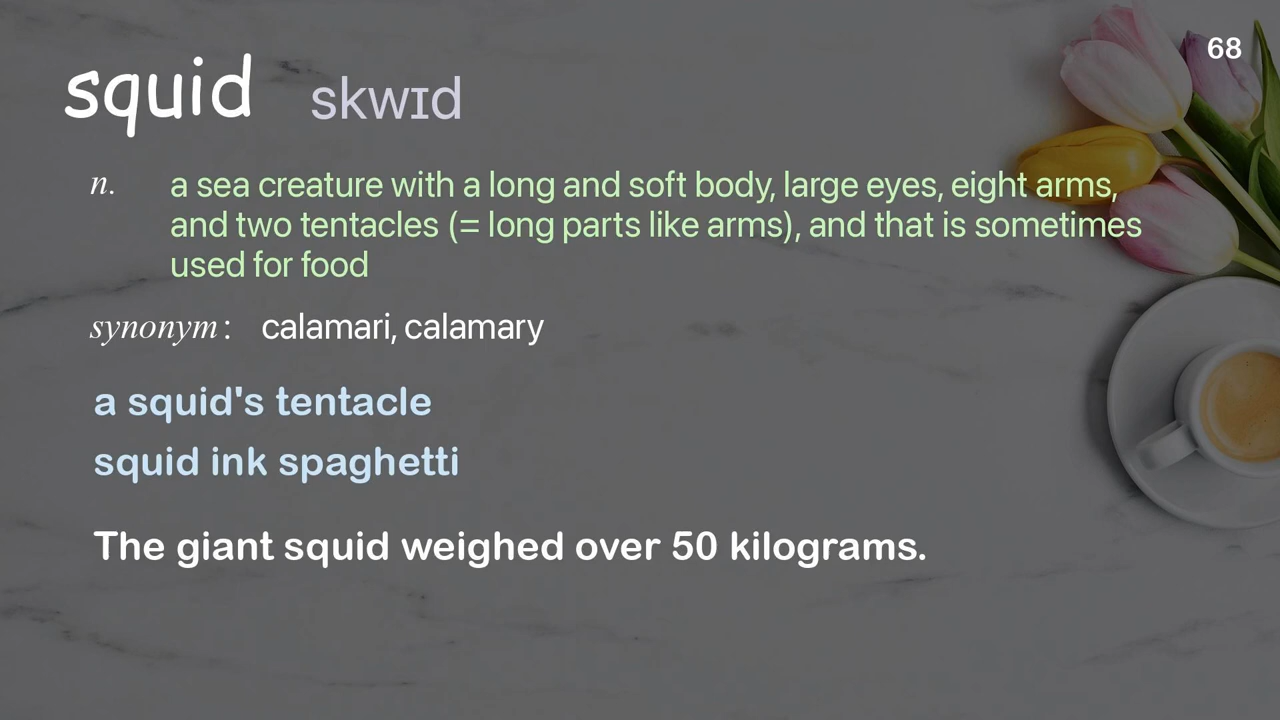 68
squid skwɪd
n. a sea creature with a long and soft body, large eyes, eight arms,
and two tentacles (= long parts like arms), and that is sometimes
used for food
synonym: calamari, calamary
a squid's tentacle
squid ink spaghetti
The giant squid weighed over 50 kilograms.